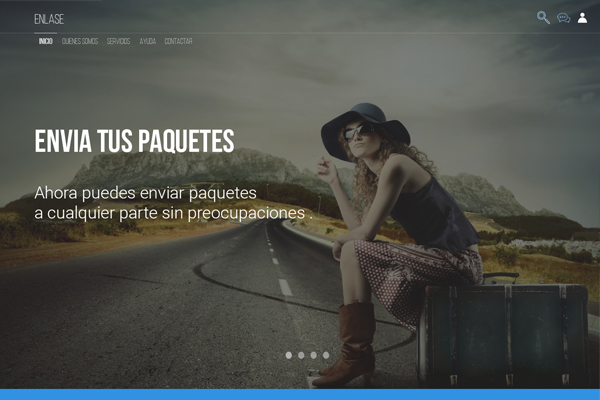 ENLASE
INICIO QUIENES SOMOS SERVICIOS AYUDA CONTACTAR
ENVIA TUS PAQUETES
Ahora puedes enviar paquetes
a cualquier parte sin preocupaciones .